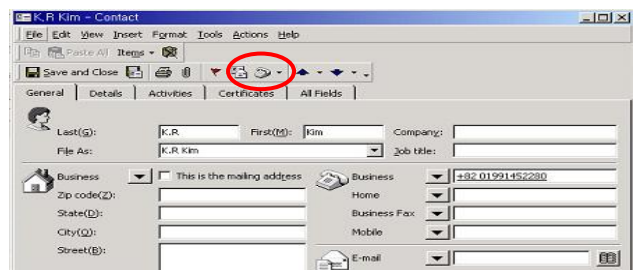 K.R Kim - Contact
File Edit View Insert Format Tools Actions Help
Paste All Items
Save and Close
General Details Activities Certificates All Fields
Last(G): K.R First(M): Kim Company:
File As: K.R Kim Job title:
Business This is the mailing address Business +82 01991452280
Zip code(Z): Home
State(D): Business Fax
City(Q): Mobile
Street(B):
E-mail